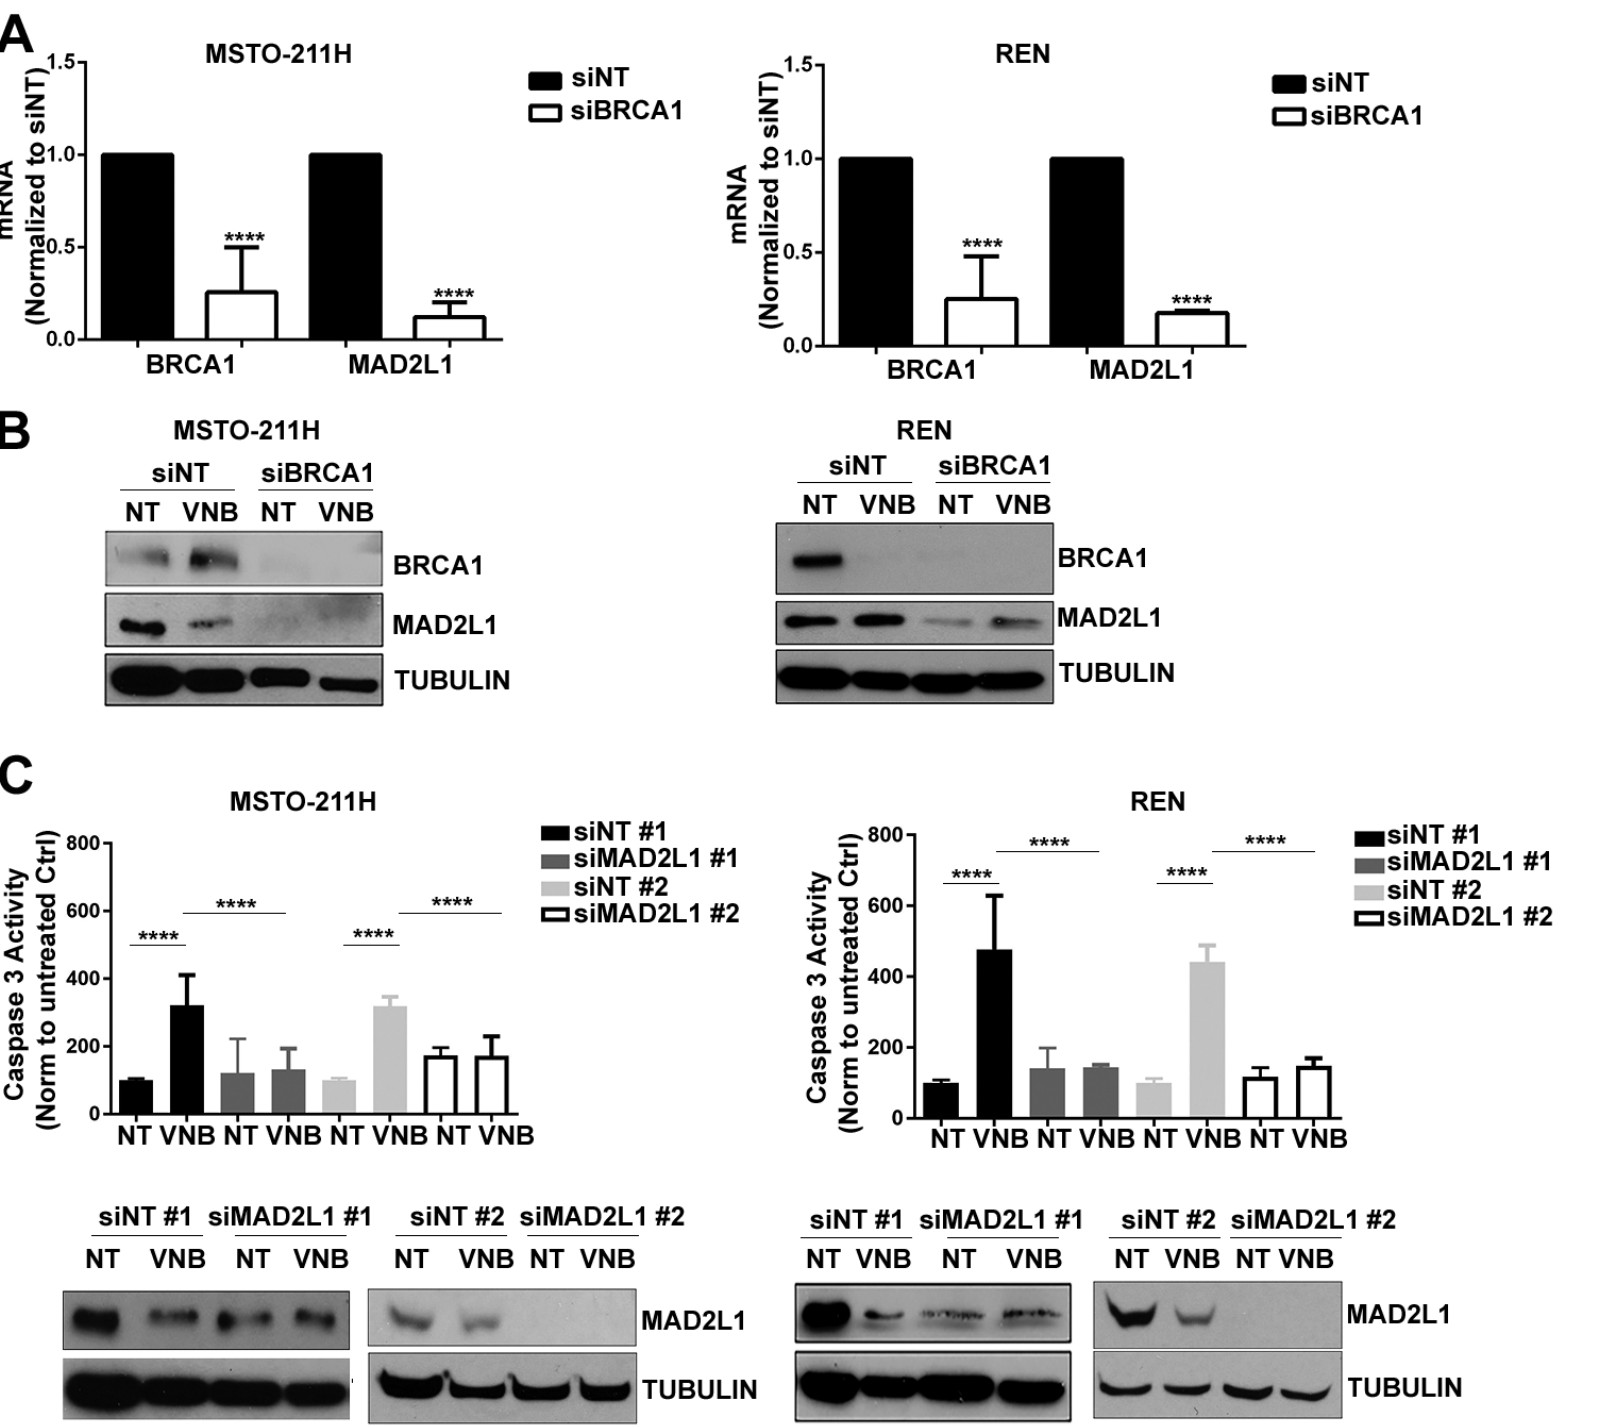 A
MSTO-211H
mRNA
(Normalized to siNT)
1.5
1.0
0.5
0.0
****
****
BRCA1
MAD2L1
siNT
siBRCA1
REN
mRNA
(Normalized to siNT)
1.5
1.0
0.5
0.0
****
****
BRCA1
MAD2L1
siNT
siBRCA1
B
MSTO-211H
siNT siBRCA1
NT VNB NT VNB
BRCA1
MAD2L1
TUBULIN
REN
siNT siBRCA1
NT VNB NT VNB
BRCA1
MAD2L1
TUBULIN
C
MSTO-211H
Caspase 3 Activity
(Norm to untreated Ctrl)
800
600
400
200
0
**** ****
**** ****
NT VNB NT VNB NT VNB NT VNB
siNT #1
siMAD2L1 #1
siNT #2
siMAD2L1 #2
REN
Caspase 3 Activity
(Norm to untreated Ctrl)
800
600
400
200
0
**** ****
**** ****
NT VNB NT VNB NT VNB NT VNB
siNT #1
siMAD2L1 #1
siNT #2
siMAD2L1 #2
siNT #1 siMAD2L1 #1 siNT #2 siMAD2L1 #2
NT VNB NT VNB NT VNB NT VNB
MAD2L1
TUBULIN
siNT #1 siMAD2L1 #1 siNT #2 siMAD2L1 #2
NT VNB NT VNB NT VNB NT VNB
MAD2L1
TUBULIN